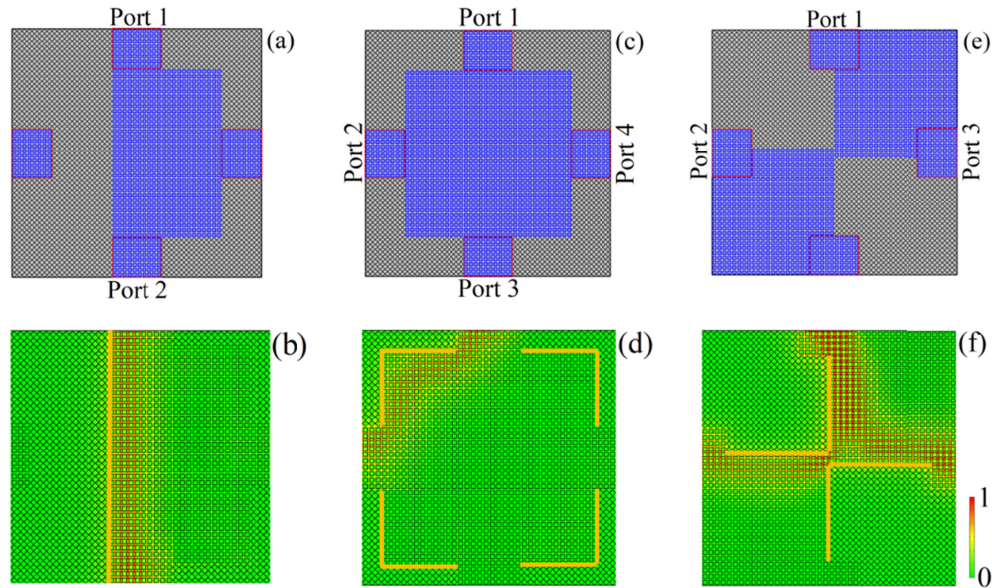 Port 1
(a)
Port 2
Port 1
(c)
Port 2
Port 4
Port 3
Port 1
(e)
Port 2
Port 3
(b)
(d)
(f)
1
0